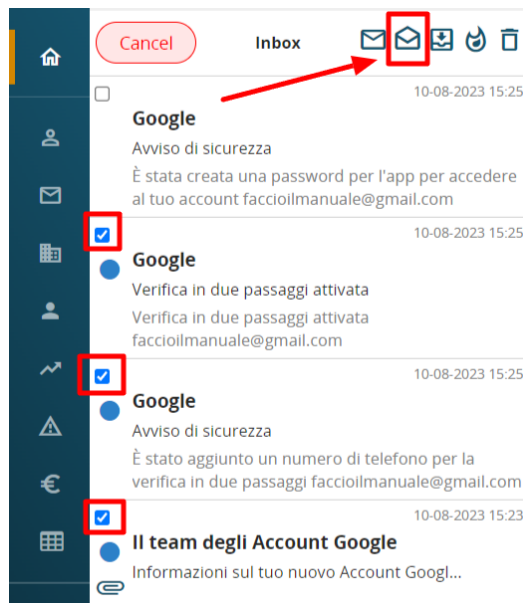 Cancel
Inbox
10-08-2023 15:25
Google
Avviso di sicurezza
È stata creata una password per l'app per accedere
al tuo account faccioilmanuale@gmail.com
10-08-2023 15:25
Google
Verifica in due passaggi attivata
Verifica in due passaggi attivata
faccioilmanuale@gmail.com
10-08-2023 15:25
Google
Avviso di sicurezza
È stato aggiunto un numero di telefono per la
verifica in due passaggi faccioilmanuale@gmail.com
10-08-2023 15:23
Il team degli Account Google
Informazioni sul tuo nuovo Account Googl...
€